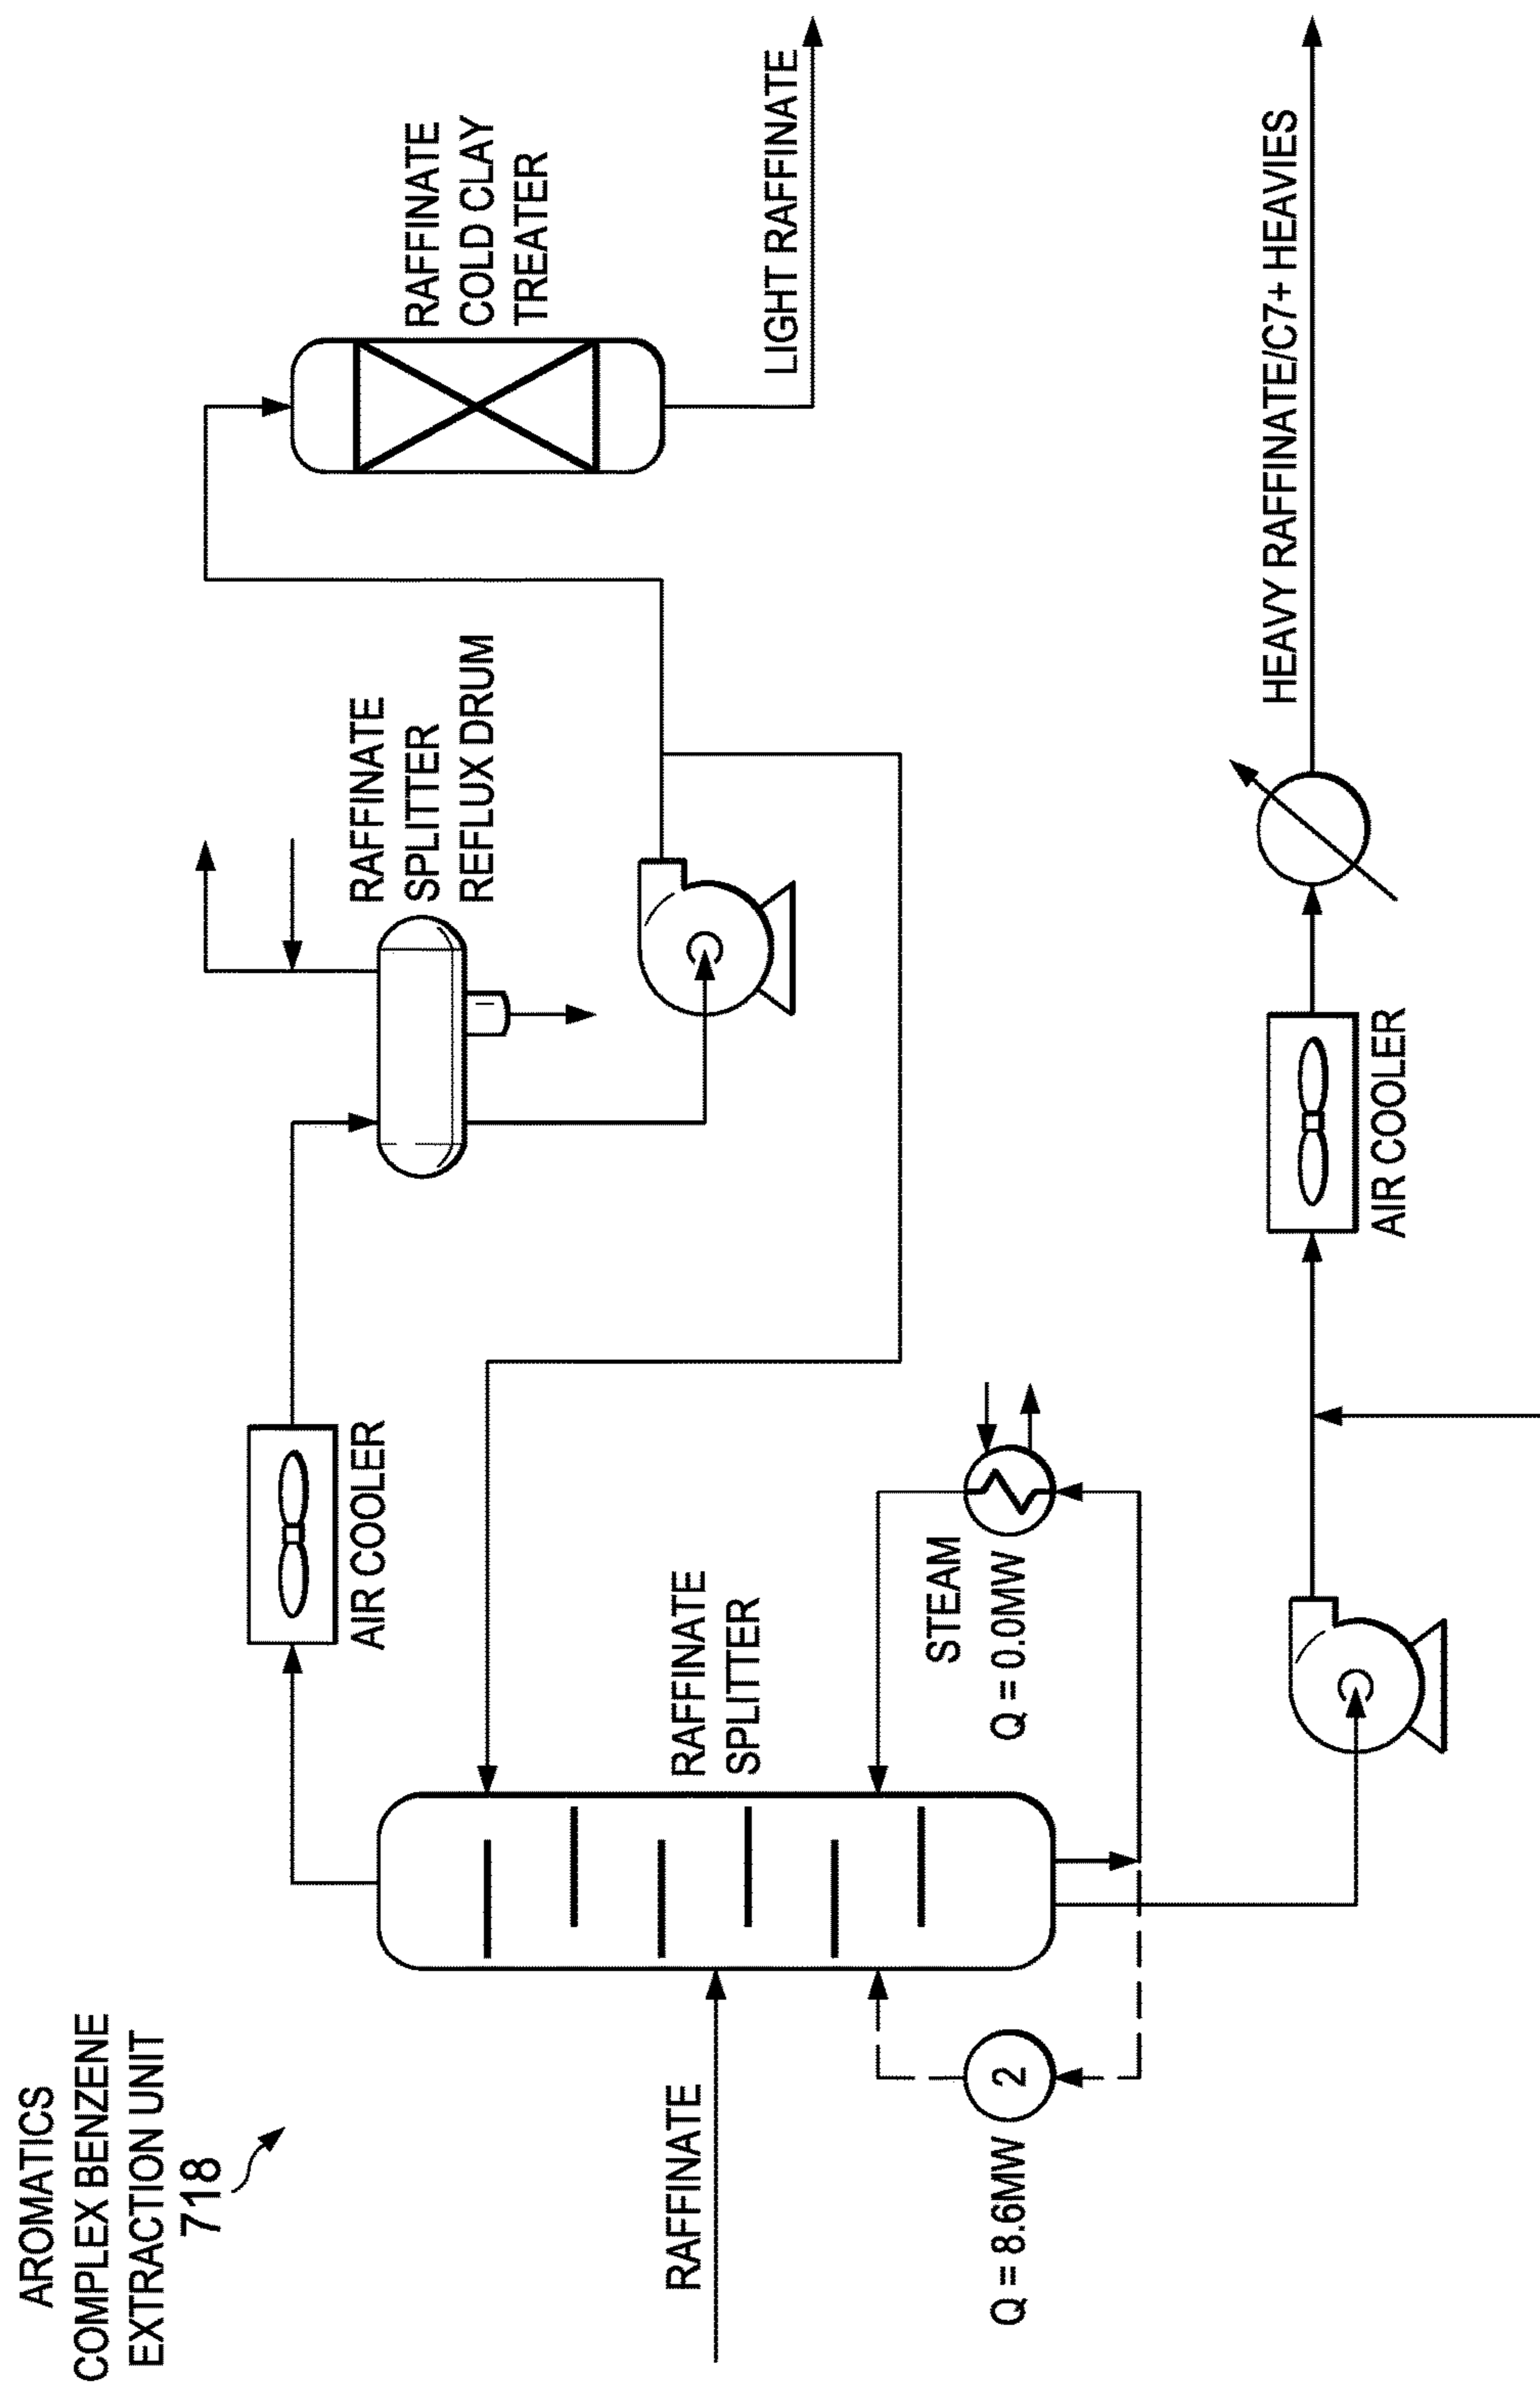 AROMATICS
COMPLEX BENZENE
EXTRACTION UNIT
718
RAFFINATE
Q = 8.6MW
2
RAFFINATE
SPLITTER
STEAM
Q = 0.0MW
AIR COOLER
RAFFINATE
SPLITTER
REFLUX DRUM
RAFFINATE
COLD CLAY
TREATER
LIGHT RAFFINATE
AIR COOLER
HEAVY RAFFINATE/C7+ HEAVIES